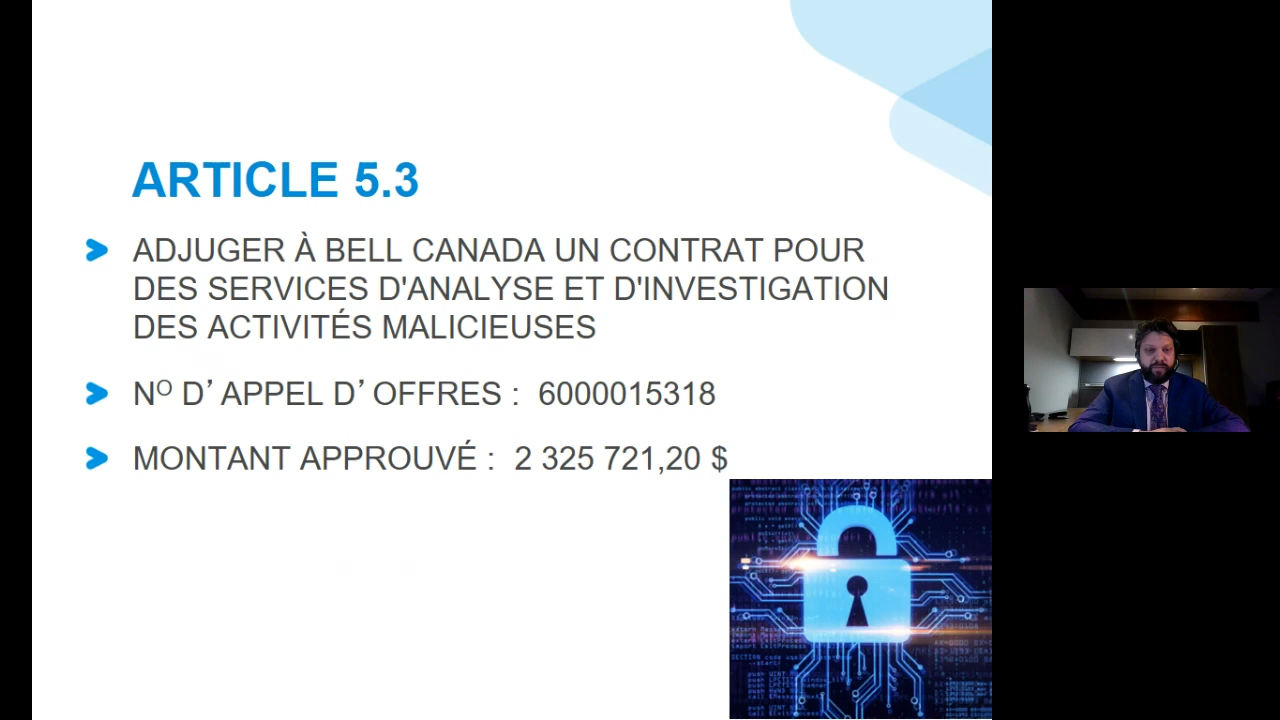 ARTICLE 5.3
ADJUGER À BELL CANADA UN CONTRAT POUR
DES SERVICES D'ANALYSE ET D'INVESTIGATION
DES ACTIVITÉS MALICIEUSES
Nº D’APPEL D’OFFRES : 6000015318
MONTANT APPROUVÉ : 2 325 721,20 $